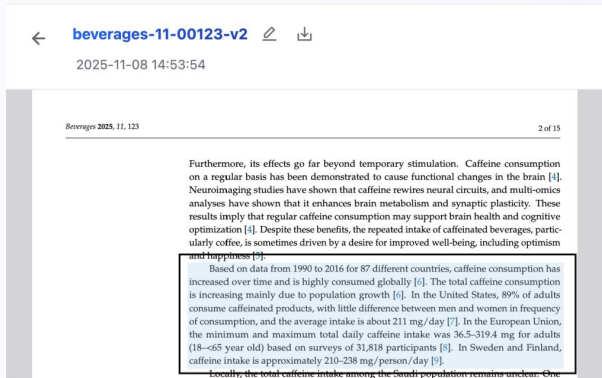 beverages-11-00123-v2
2025-11-08 14:53:54
Beverages 2025, 11, 123
2 of 15
Furthermore, its effects go far beyond temporary stimulation. Caffeine consumption
on a regular basis has been demonstrated to cause functional changes in the brain [4].
Neuroimaging studies have shown that caffeine rewires neural circuits, and multi-omics
analyses have shown that it enhances brain metabolism and synaptic plasticity. These
results imply that regular caffeine consumption may support brain health and cognitive
optimization [4]. Despite these benefits, the repeated intake of caffeinated beverages, partic-
ularly coffee, is sometimes driven by a desire for improved well-being, including optimism
and happiness [5].
Based on data from 1990 to 2016 for 87 different countries, caffeine consumption has
increased over time and is highly consumed globally [6]. The total caffeine consumption
is increasing mainly due to population growth [6]. In the United States, 89% of adults
consume caffeinated products, with little difference between men and women in frequency
of consumption, and the average intake is about 211 mg/day [7]. In the European Union,
the minimum and maximum total daily caffeine intake was 36.5–319.4 mg for adults
(18–<65 year old) based on surveys of 31,818 participants [8]. In Sweden and Finland,
caffeine intake is approximately 210–238 mg/person/day [9].
Locally, the total caffeine intake among the Saudi population remains unclear. One